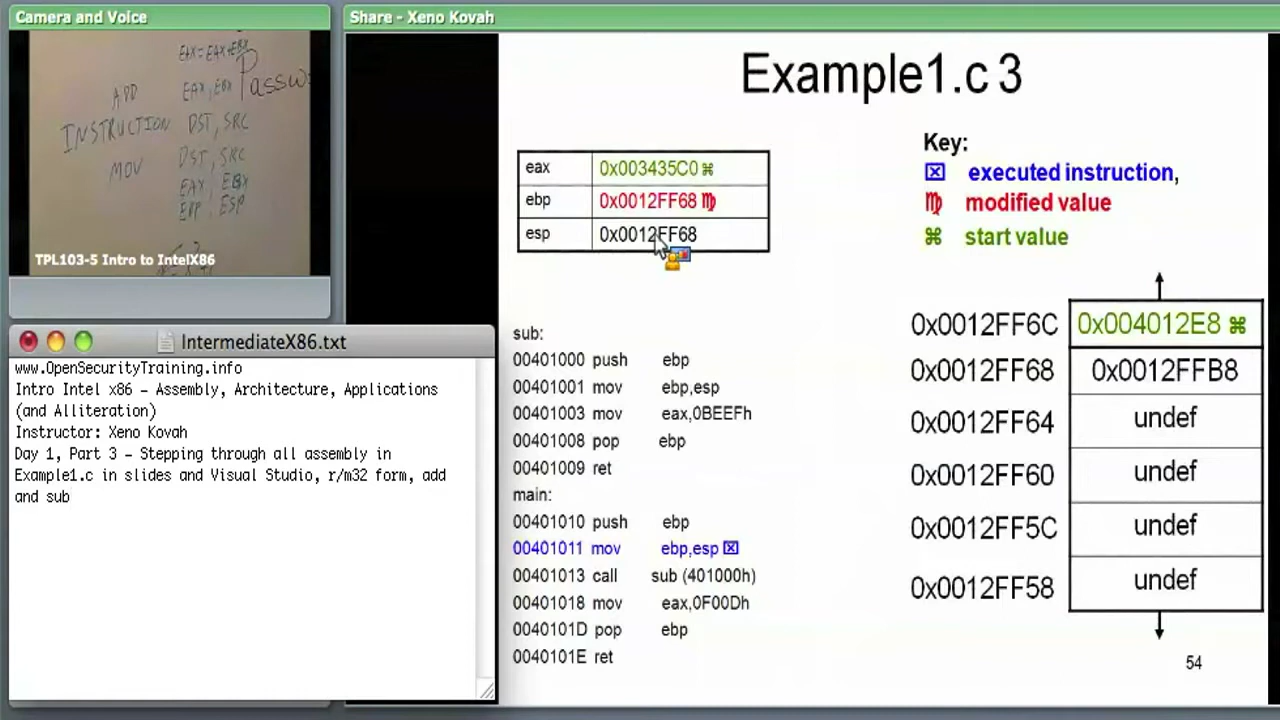 Camera and Voice
EAX=EAX+EBX
Passw
ADD EAX, EBX
INSTRUCTION DST, SRC
MOV DST, SRC
EAX, EBX
EBP, ESP
TPL103-5 Intro to IntelX86
IntermediateX86.txt
www.OpenSecurityTraining.info
Intro Intel x86 – Assembly, Architecture, Applications
(and Alliteration)
Instructor: Xeno Kovah
Day 1, Part 3 – Stepping through all assembly in
Example1.c in slides and Visual Studio, r/m32 form, add
and sub
Share - Xeno Kovah
Example1.c 3
eax 0x003435C0 ⌘
ebp 0x0012FF68 ♍
esp 0x0012FF68
Key:
⌧ executed instruction,
♍ modified value
⌘ start value
sub:
00401000 push ebp
00401001 mov ebp,esp
00401003 mov eax,0BEEFh
00401008 pop ebp
00401009 ret
main:
00401010 push ebp
00401011 mov ebp,esp ⌧
00401013 call sub (401000h)
00401018 mov eax,0F00Dh
0040101D pop ebp
0040101E ret
0x0012FF6C 0x004012E8 ⌘
0x0012FF68 0x0012FFB8
0x0012FF64 undef
0x0012FF60 undef
0x0012FF5C undef
0x0012FF58 undef
54